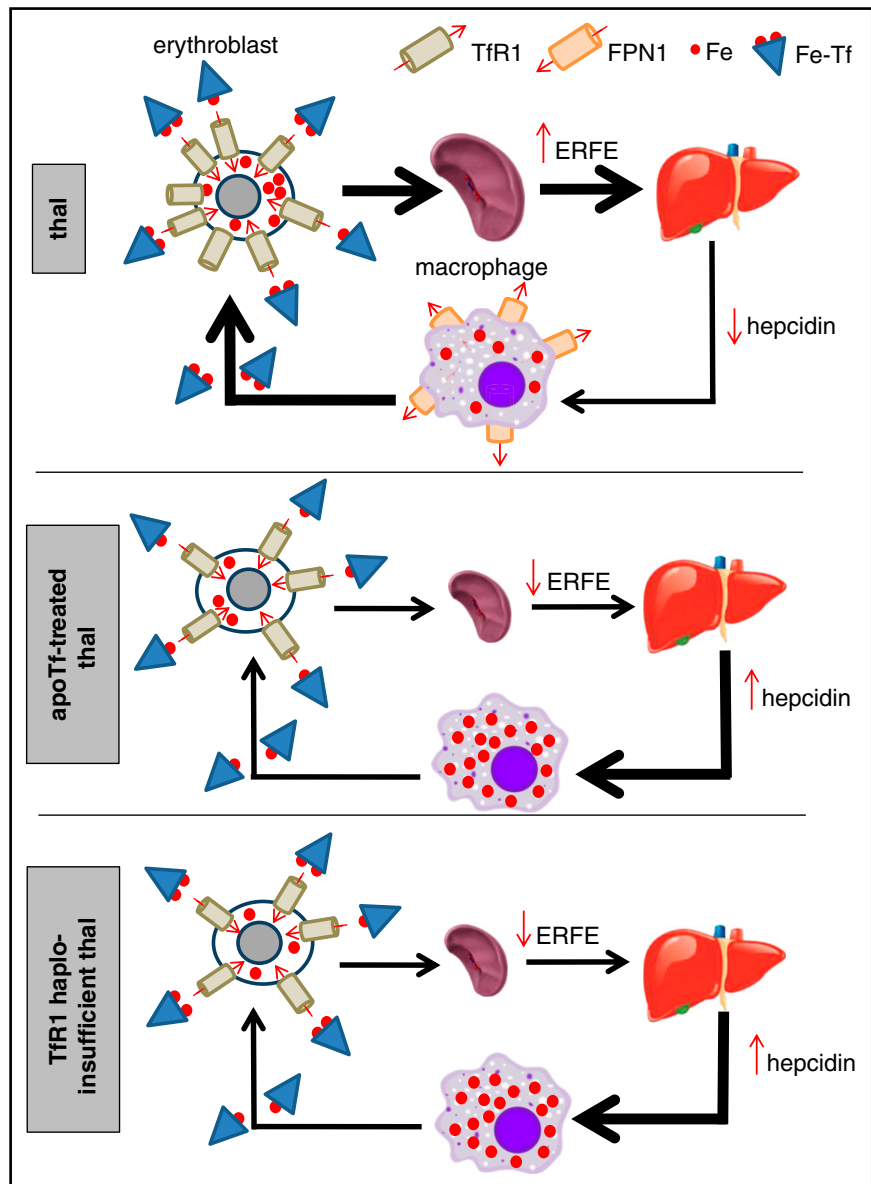 erythroblast
TfR1
FPN1
Fe
Fe-Tf
thal
ERFE
macrophage
hepcidin
apoTf-treated
thal
ERFE
hepcidin
TfR1 haplo-
insufficient thal
ERFE
hepcidin